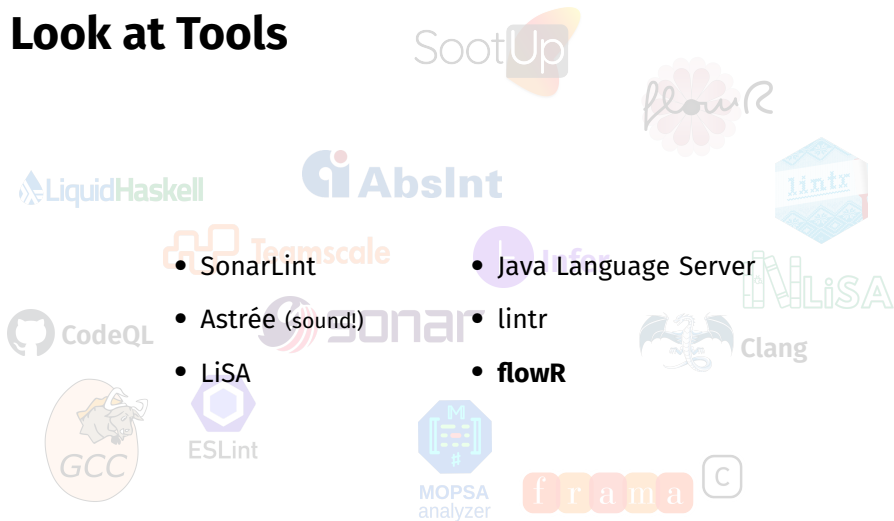 Look at Tools
SootUp
flowR
lintr
LiquidHaskell
AbsInt
Teamscale
Infer
• SonarLint
• Java Language Server
LiSA
• Astrée (sound!)
• lintr
CodeQL
sonar
Clang
• LiSA
• flowR
GCC
ESLint
M
#
MOPSA
analyzer
frama
C